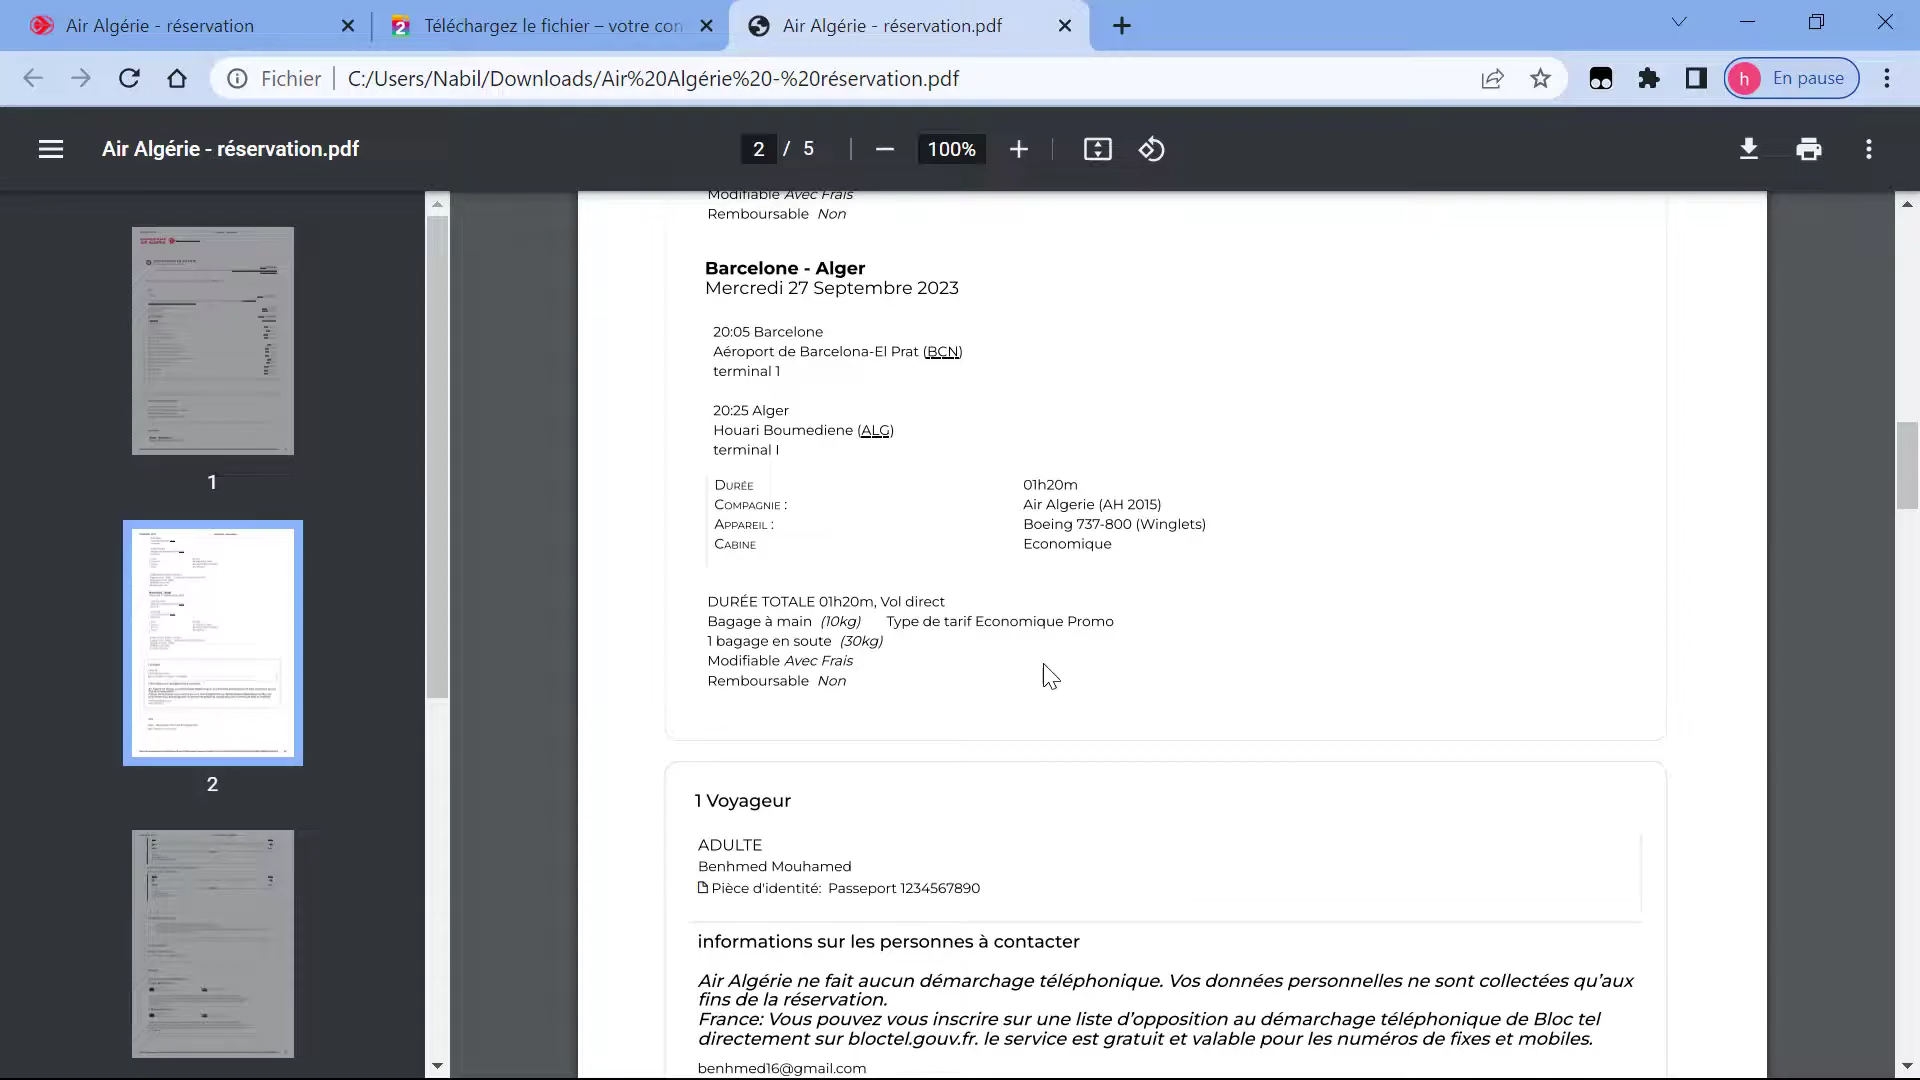 Air Algérie - réservation
Téléchargez le fichier – votre con
Air Algérie - réservation.pdf
Fichier
C:/Users/Nabil/Downloads/Air%20Algérie%20-%20réservation.pdf
h
En pause
Air Algérie - réservation.pdf
2 / 5
100%
Modifiable Avec Frais
Remboursable Non
Barcelone - Alger
Mercredi 27 Septembre 2023
20:05 Barcelone
Aéroport de Barcelona-El Prat (BCN)
terminal 1
20:25 Alger
Houari Boumediene (ALG)
terminal I
DURÉE 01h20m
COMPAGNIE : Air Algerie (AH 2015)
APPAREIL : Boeing 737-800 (Winglets)
CABINE Economique
DURÉE TOTALE 01h20m, Vol direct
Bagage à main (10kg) Type de tarif Economique Promo
1 bagage en soute (30kg)
Modifiable Avec Frais
Remboursable Non
1 Voyageur
ADULTE
Benhmed Mouhamed
Pièce d'identité: Passeport 1234567890
informations sur les personnes à contacter
Air Algérie ne fait aucun démarchage téléphonique. Vos données personnelles ne sont collectées qu’aux
fins de la réservation.
France: Vous pouvez vous inscrire sur une liste d’opposition au démarchage téléphonique de Bloc tel
directement sur bloctel.gouv.fr. le service est gratuit et valable pour les numéros de fixes et mobiles.
benhmed16@gmail.com
1
2